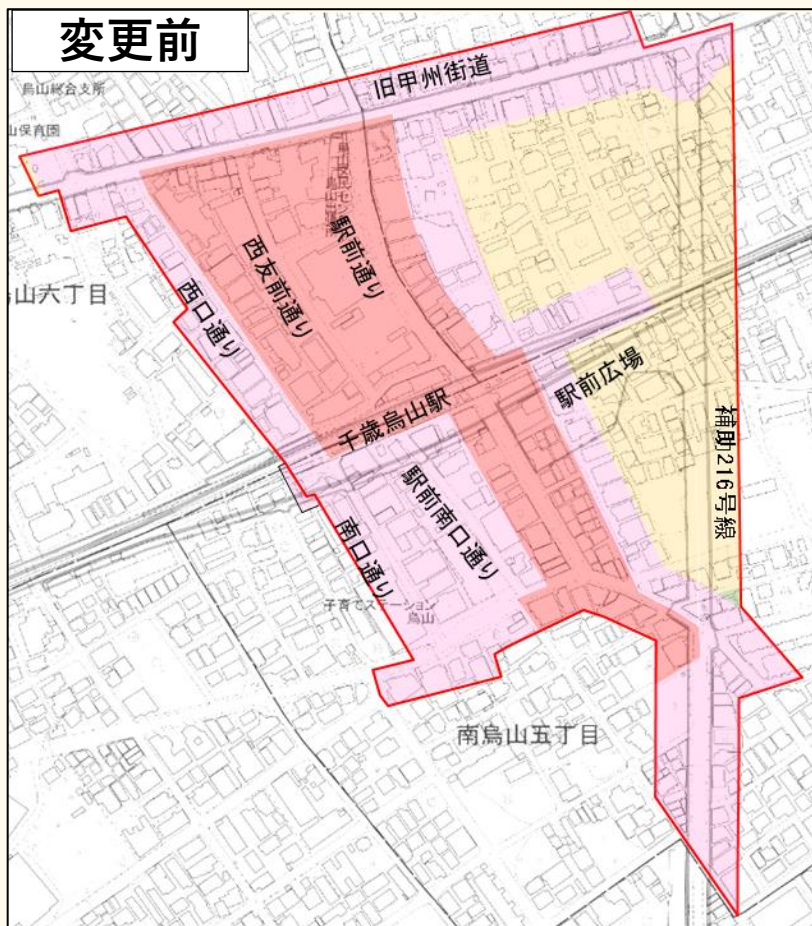 変更前
烏山総合支所
山保育園
旧甲州街道
駅前通り
西友前通り
西口通り
山六丁目
千歳烏山駅
駅前広場
補助216号線
駅前南口通り
南口通り
子育てステーション
烏山
南烏山五丁目